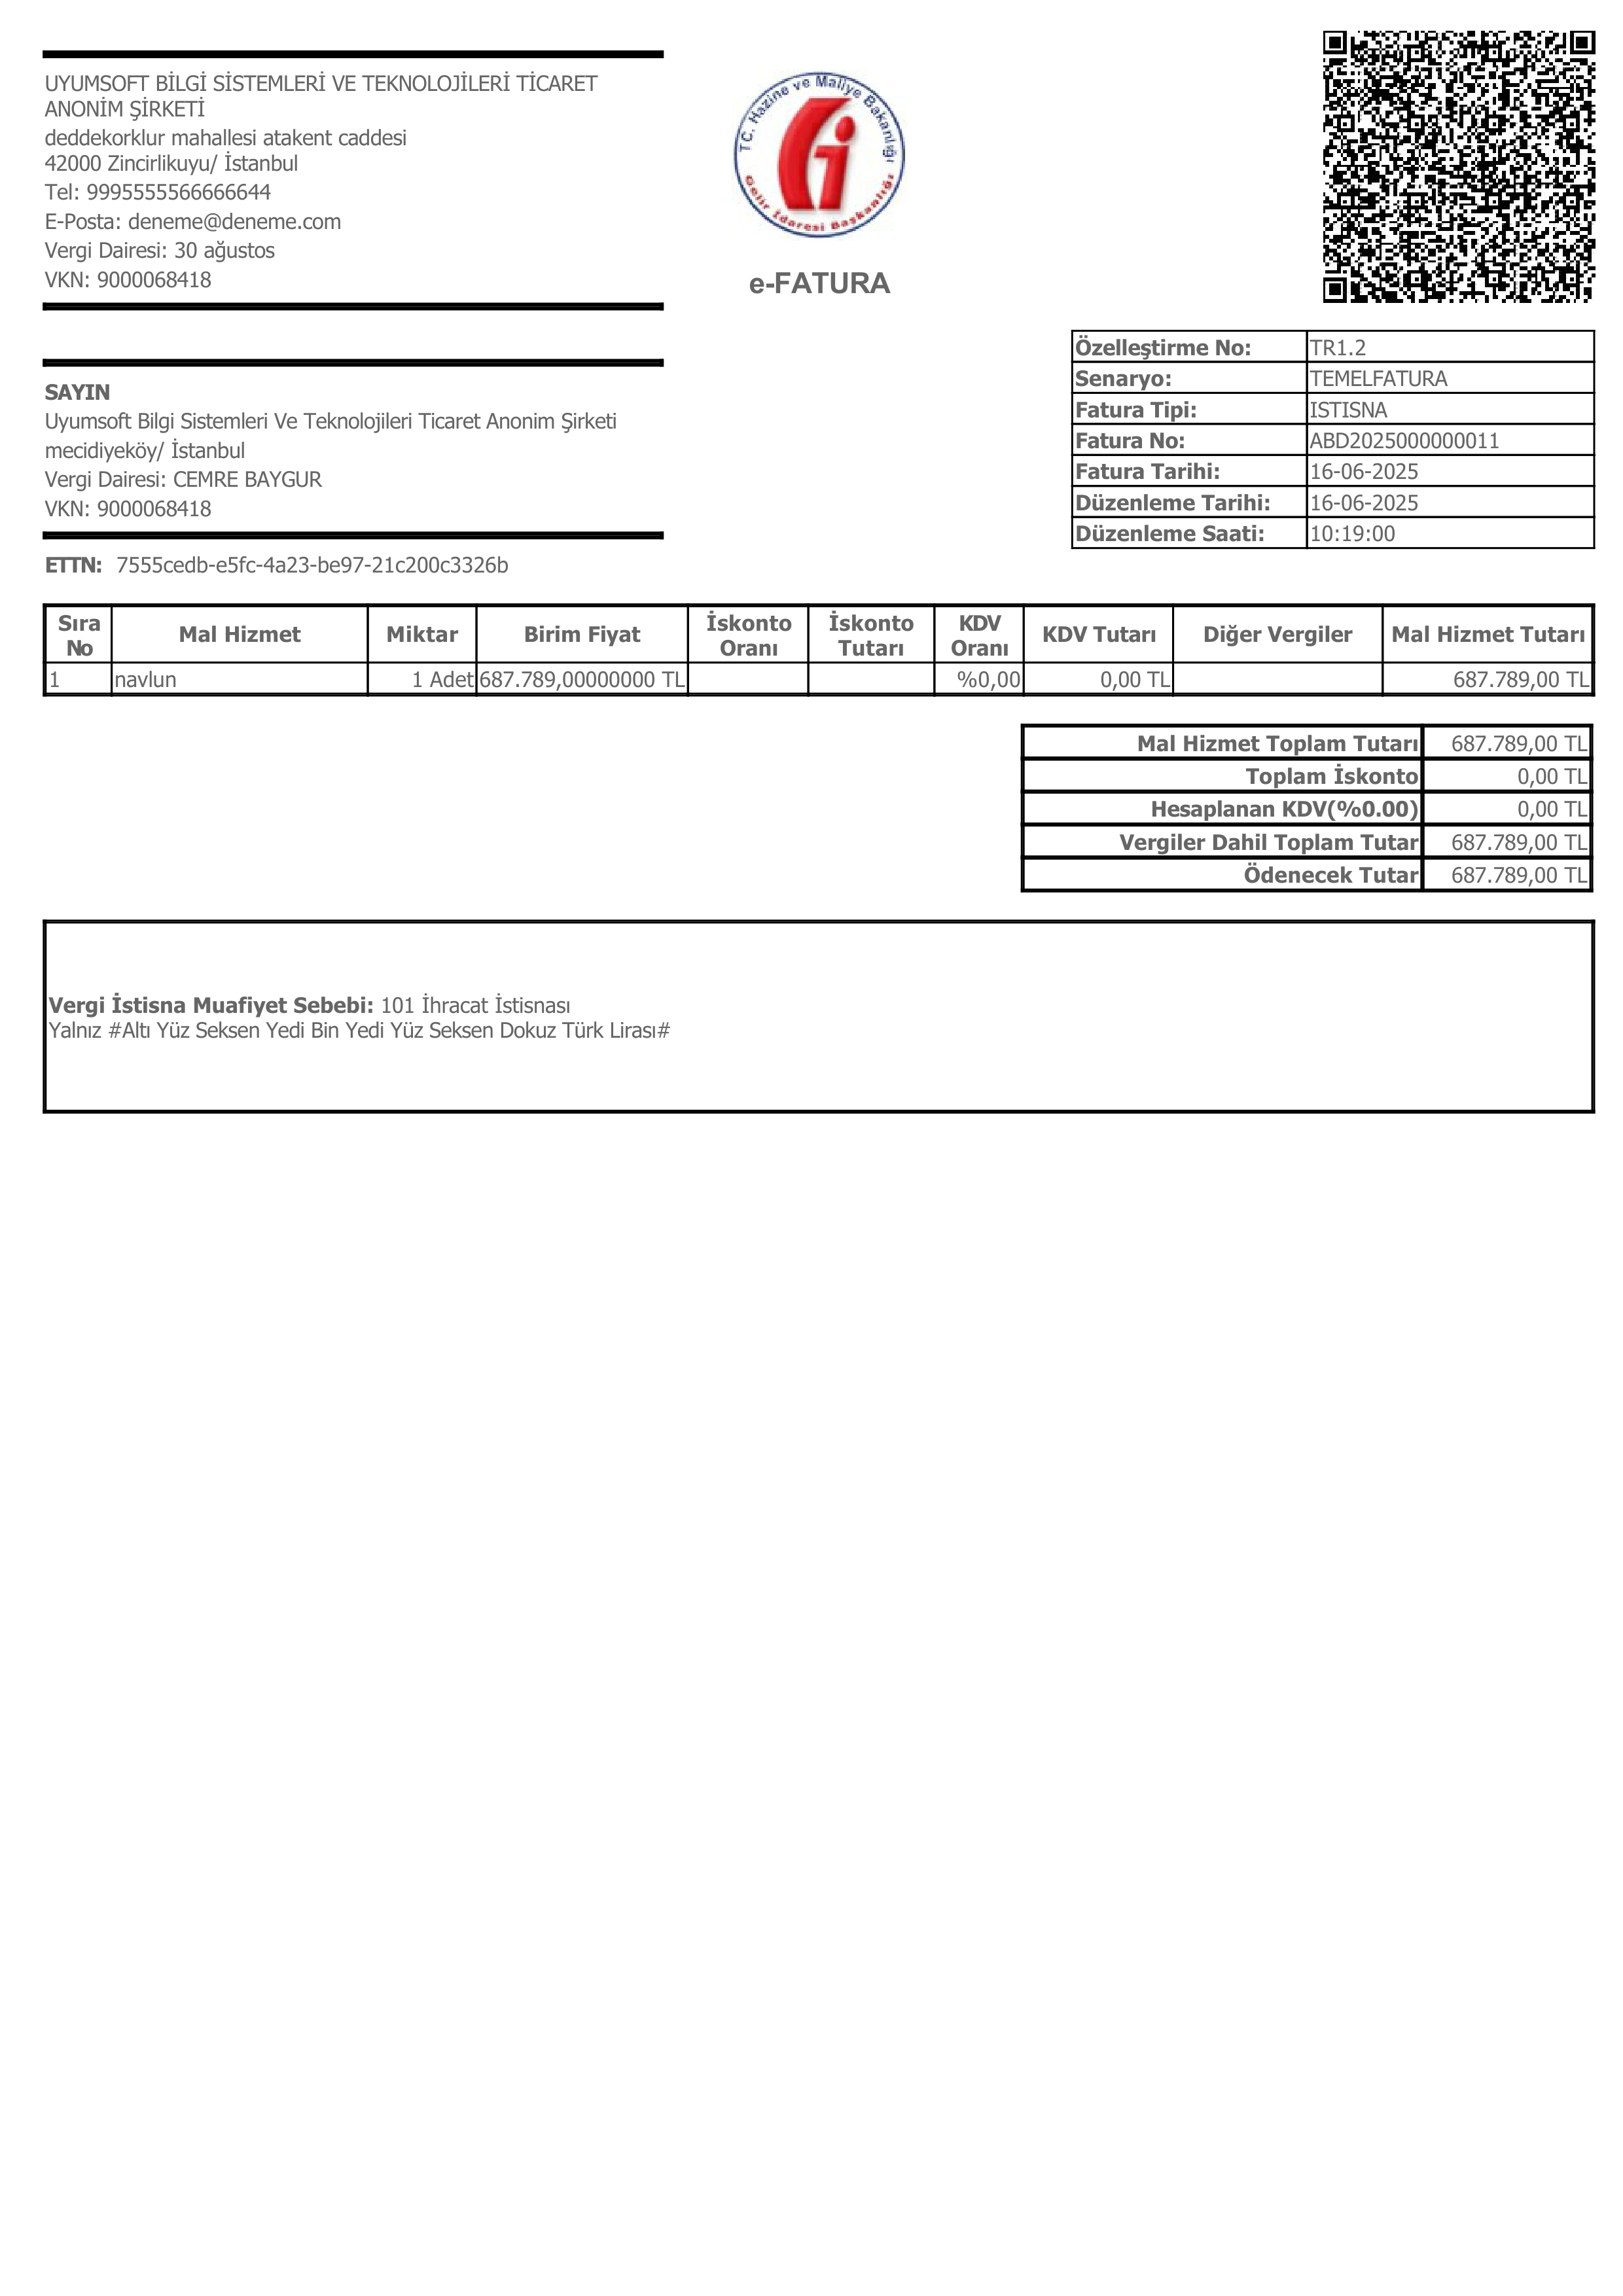 UYUMSOFT BİLGİ SİSTEMLERİ VE TEKNOLOJİLERİ TİCARET
ANONİM ŞİRKETİ
deddekorklur mahallesi atakent caddesi
42000 Zincirlikuyu/ İstanbul
Tel: 9995555566666644
E-Posta: deneme@deneme.com
Vergi Dairesi: 30 ağustos
VKN: 9000068418
T.C. Hazine ve Maliye Bakanlığı
Gelir İdaresi Başkanlığı
e-FATURA
SAYIN
Uyumsoft Bilgi Sistemleri Ve Teknolojileri Ticaret Anonim Şirketi
mecidiyeköy/ İstanbul
Vergi Dairesi: CEMRE BAYGUR
VKN: 9000068418
Özelleştirme No: TR1.2
Senaryo: TEMELFATURA
Fatura Tipi: ISTISNA
Fatura No: ABD2025000000011
Fatura Tarihi: 16-06-2025
Düzenleme Tarihi: 16-06-2025
Düzenleme Saati: 10:19:00
ETTN: 7555cedb-e5fc-4a23-be97-21c200c3326b
Sıra No Mal Hizmet Miktar Birim Fiyat İskonto Oranı İskonto Tutarı KDV Oranı KDV Tutarı Diğer Vergiler Mal Hizmet Tutarı
1 navlun 1 Adet 687.789,00000000 TL %0,00 0,00 TL 687.789,00 TL
Mal Hizmet Toplam Tutarı 687.789,00 TL
Toplam İskonto 0,00 TL
Hesaplanan KDV(%0.00) 0,00 TL
Vergiler Dahil Toplam Tutar 687.789,00 TL
Ödenecek Tutar 687.789,00 TL
Vergi İstisna Muafiyet Sebebi: 101 İhracat İstisnası
Yalnız #Altı Yüz Seksen Yedi Bin Yedi Yüz Seksen Dokuz Türk Lirası#